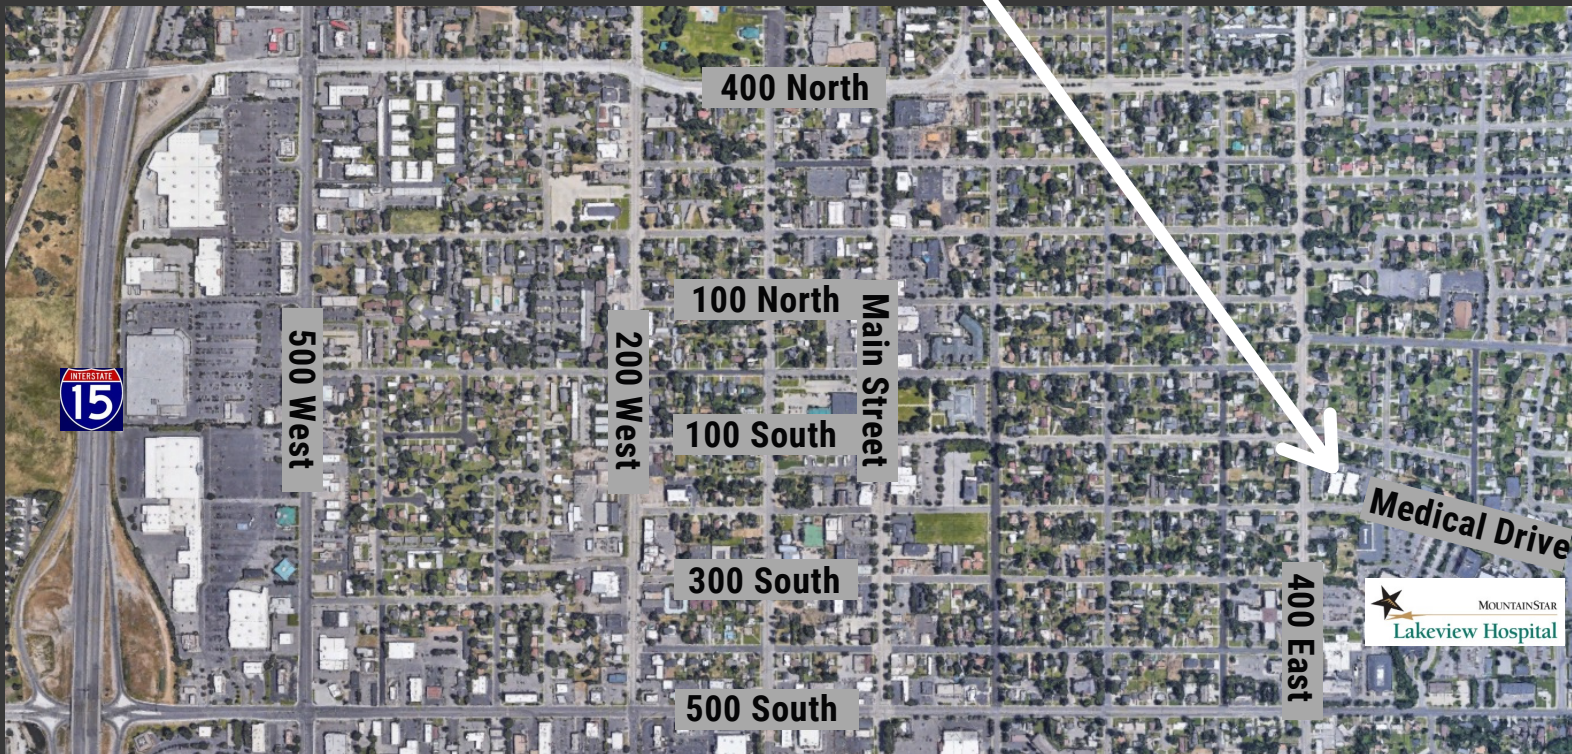 400 North
100 North
Main Street
500 West
200 West
INTERSTATE
15
100 South
Medical Drive
300 South
400 East
MOUNTAINSTAR
Lakeview Hospital
500 South